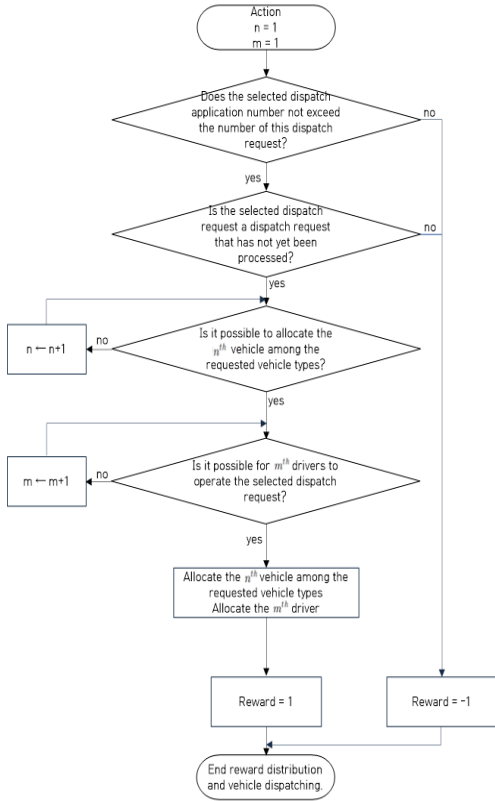 Action
n = 1
m = 1
Does the selected dispatch
application number not exceed
the number of this dispatch
request?
no
yes
Is the selected dispatch
request a dispatch request
that has not yet been
processed?
no
yes
Is it possible to allocate the
nth vehicle among the
requested vehicle types?
no
n ← n+1
yes
Is it possible for mth drivers to
operate the selected dispatch
request?
no
m ← m+1
yes
Allocate the nth vehicle among the
requested vehicle types
Allocate the mth driver
Reward = 1
Reward = -1
End reward distribution
and vehicle dispatching.